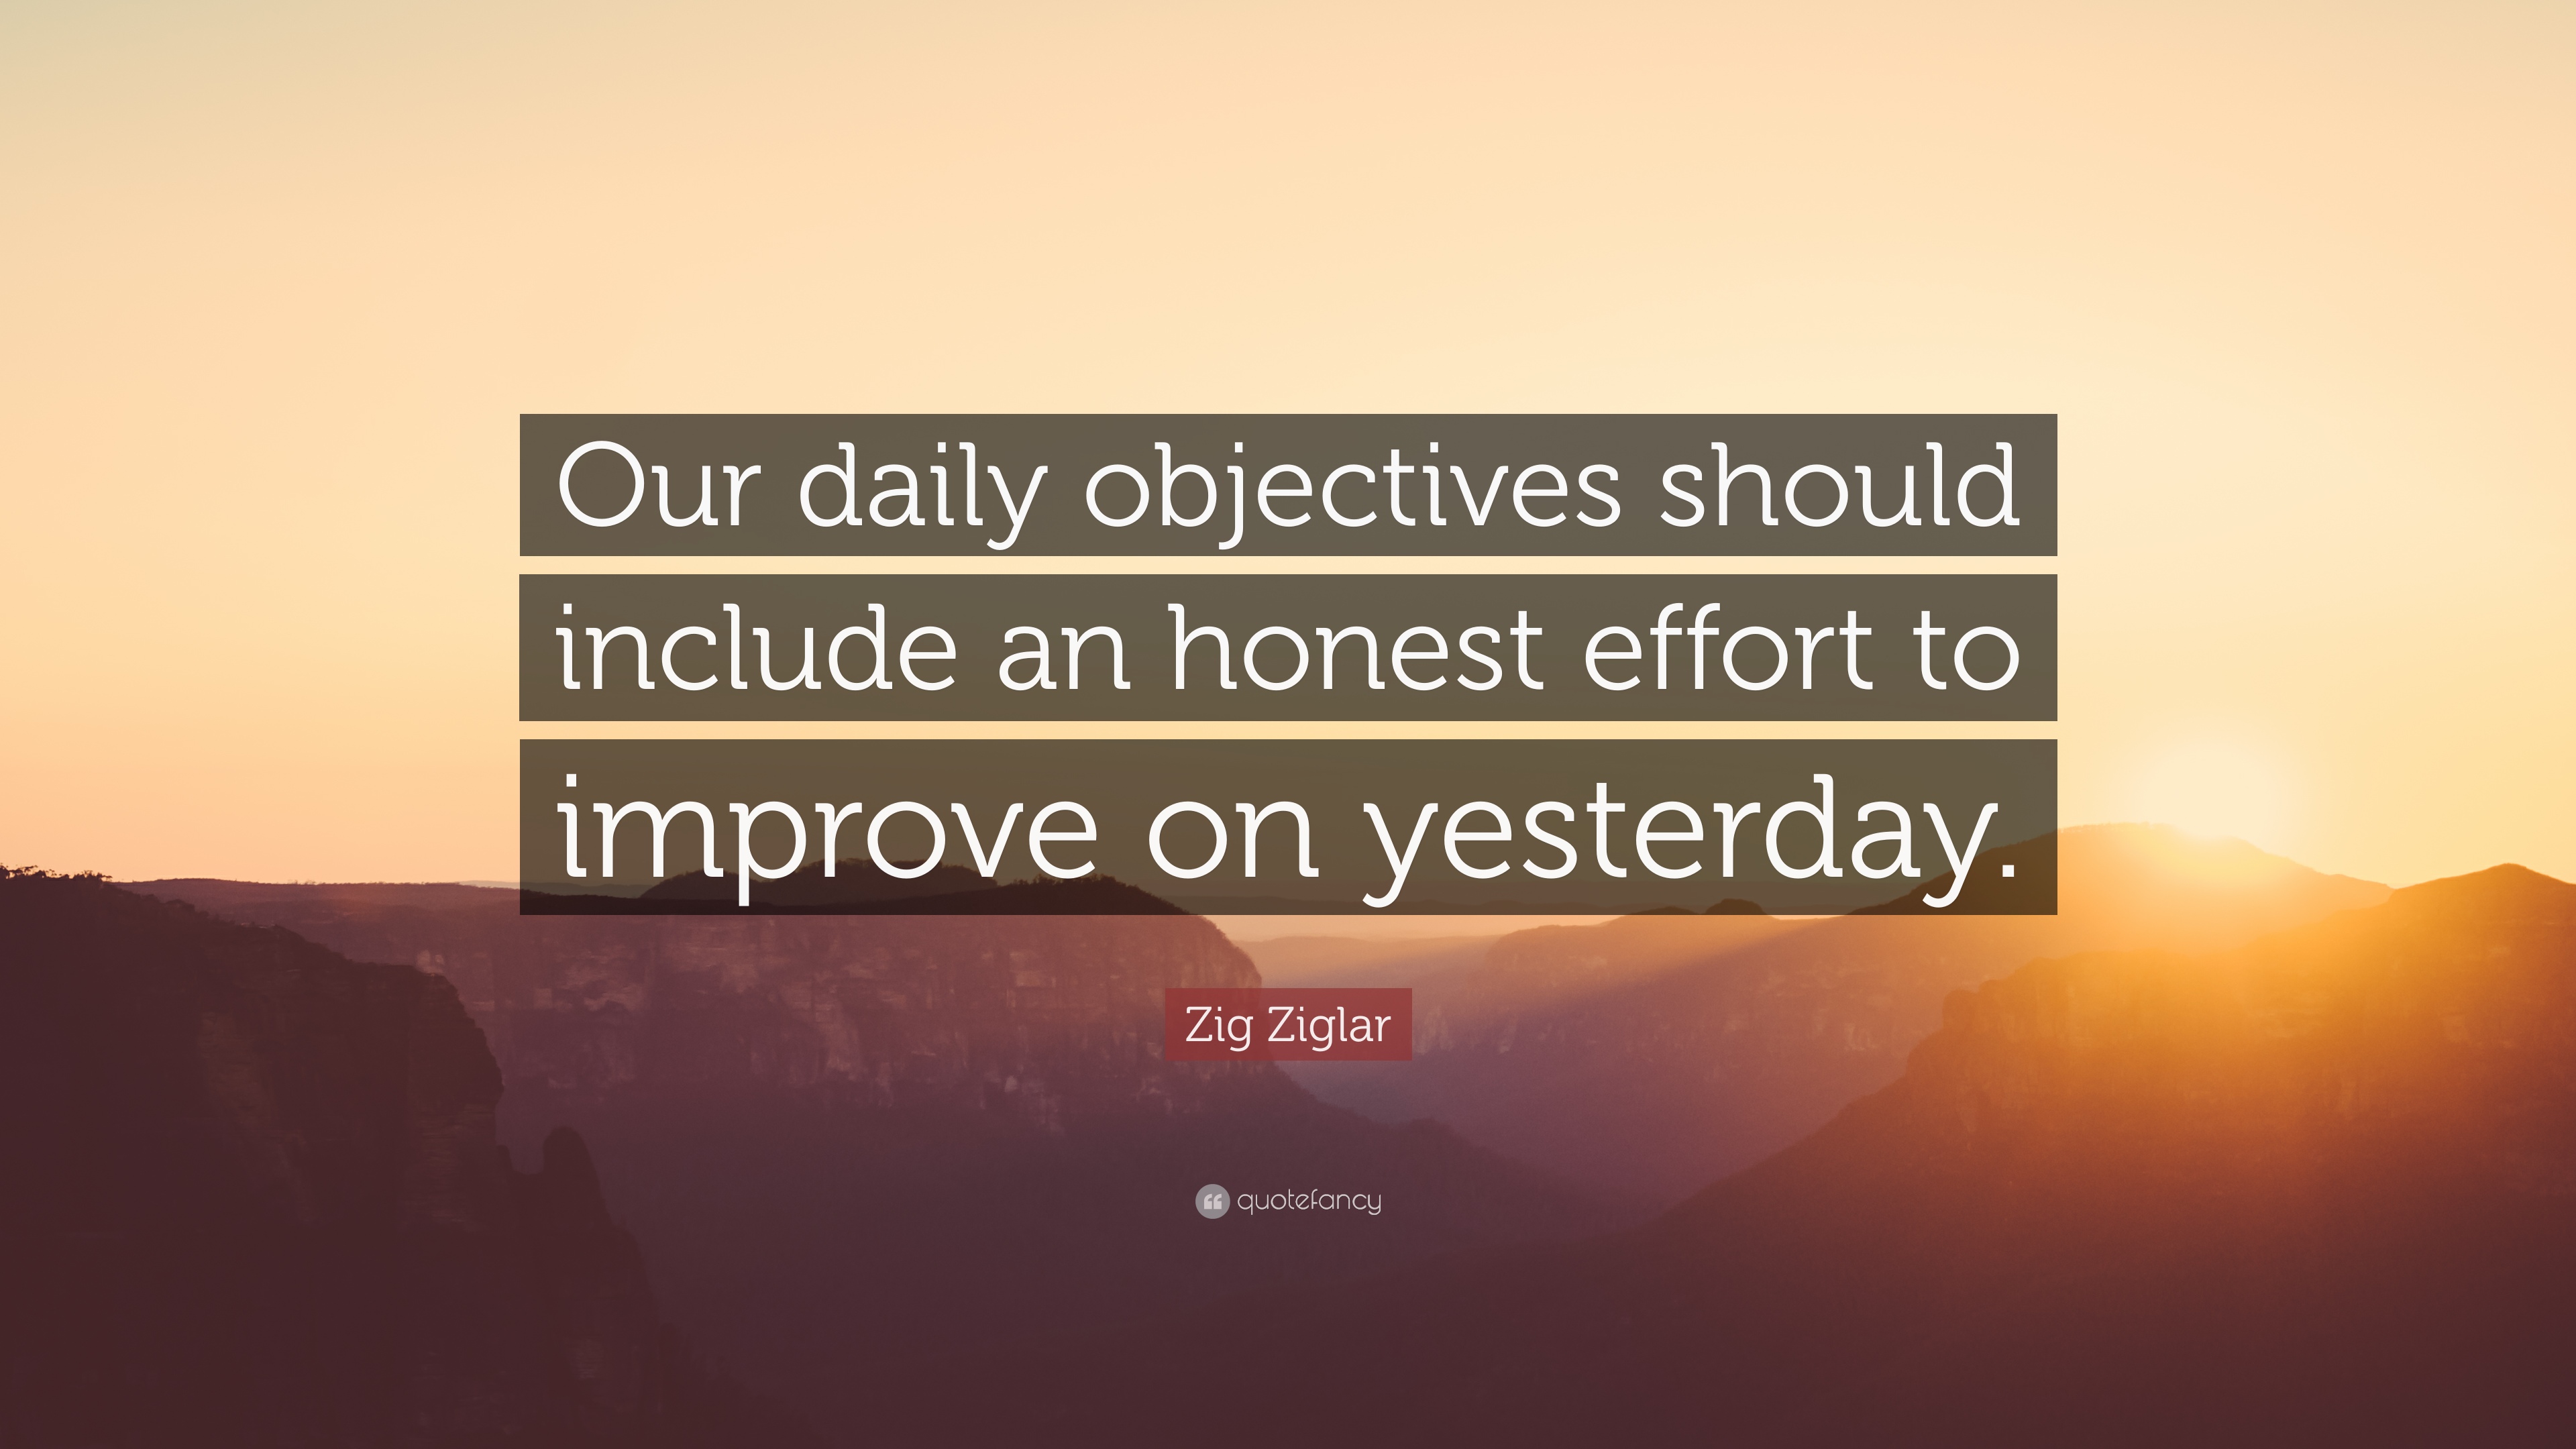 Our daily objectives should
include an honest effort to
improve on yesterday.
Zig Ziglar
quotefancy